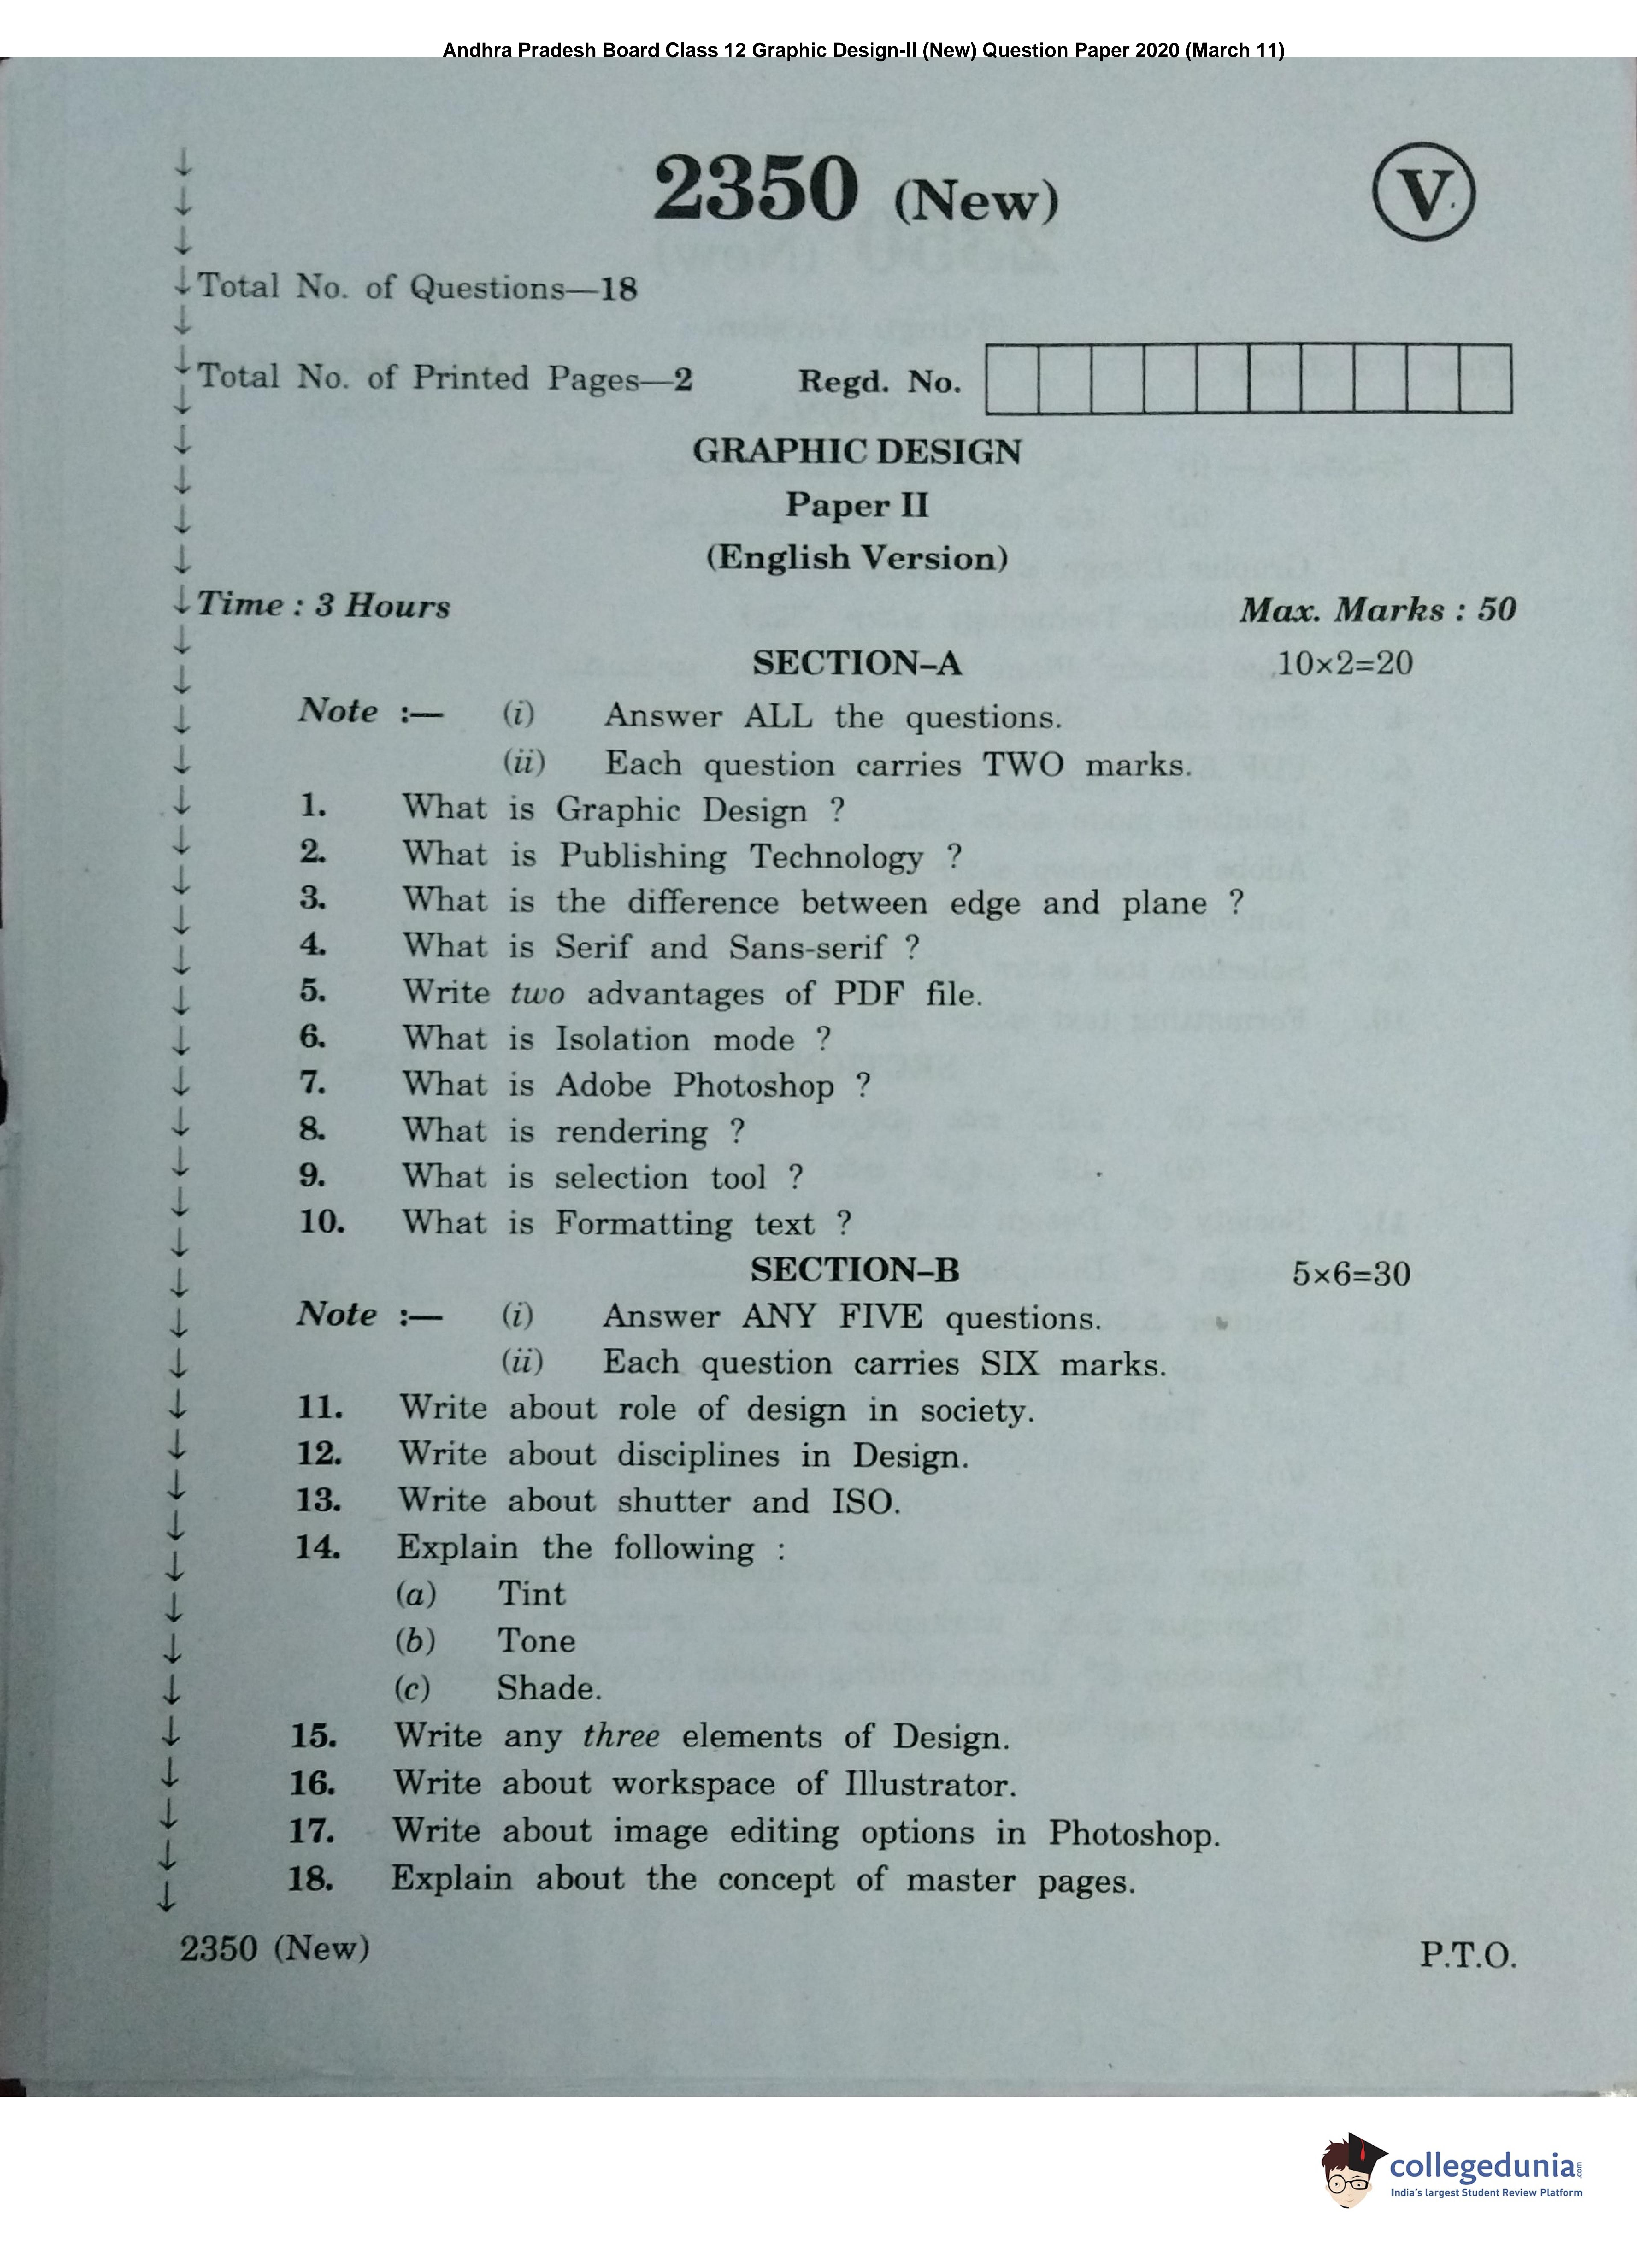 Andhra Pradesh Board Class 12 Graphic Design-II (New) Question Paper 2020 (March 11)
2350 (New) V
Total No. of Questions—18
Total No. of Printed Pages—2 Regd. No.
GRAPHIC DESIGN
Paper II
(English Version)
Time : 3 Hours Max. Marks : 50
SECTION–A 10×2=20
Note :— (i) Answer ALL the questions.
(ii) Each question carries TWO marks.
1. What is Graphic Design ?
2. What is Publishing Technology ?
3. What is the difference between edge and plane ?
4. What is Serif and Sans-serif ?
5. Write two advantages of PDF file.
6. What is Isolation mode ?
7. What is Adobe Photoshop ?
8. What is rendering ?
9. What is selection tool ?
10. What is Formatting text ?
SECTION–B 5×6=30
Note :— (i) Answer ANY FIVE questions.
(ii) Each question carries SIX marks.
11. Write about role of design in society.
12. Write about disciplines in Design.
13. Write about shutter and ISO.
14. Explain the following :
(a) Tint
(b) Tone
(c) Shade.
15. Write any three elements of Design.
16. Write about workspace of Illustrator.
17. Write about image editing options in Photoshop.
18. Explain about the concept of master pages.
2350 (New) P.T.O.
collegedunia.com
India's largest Student Review Platform